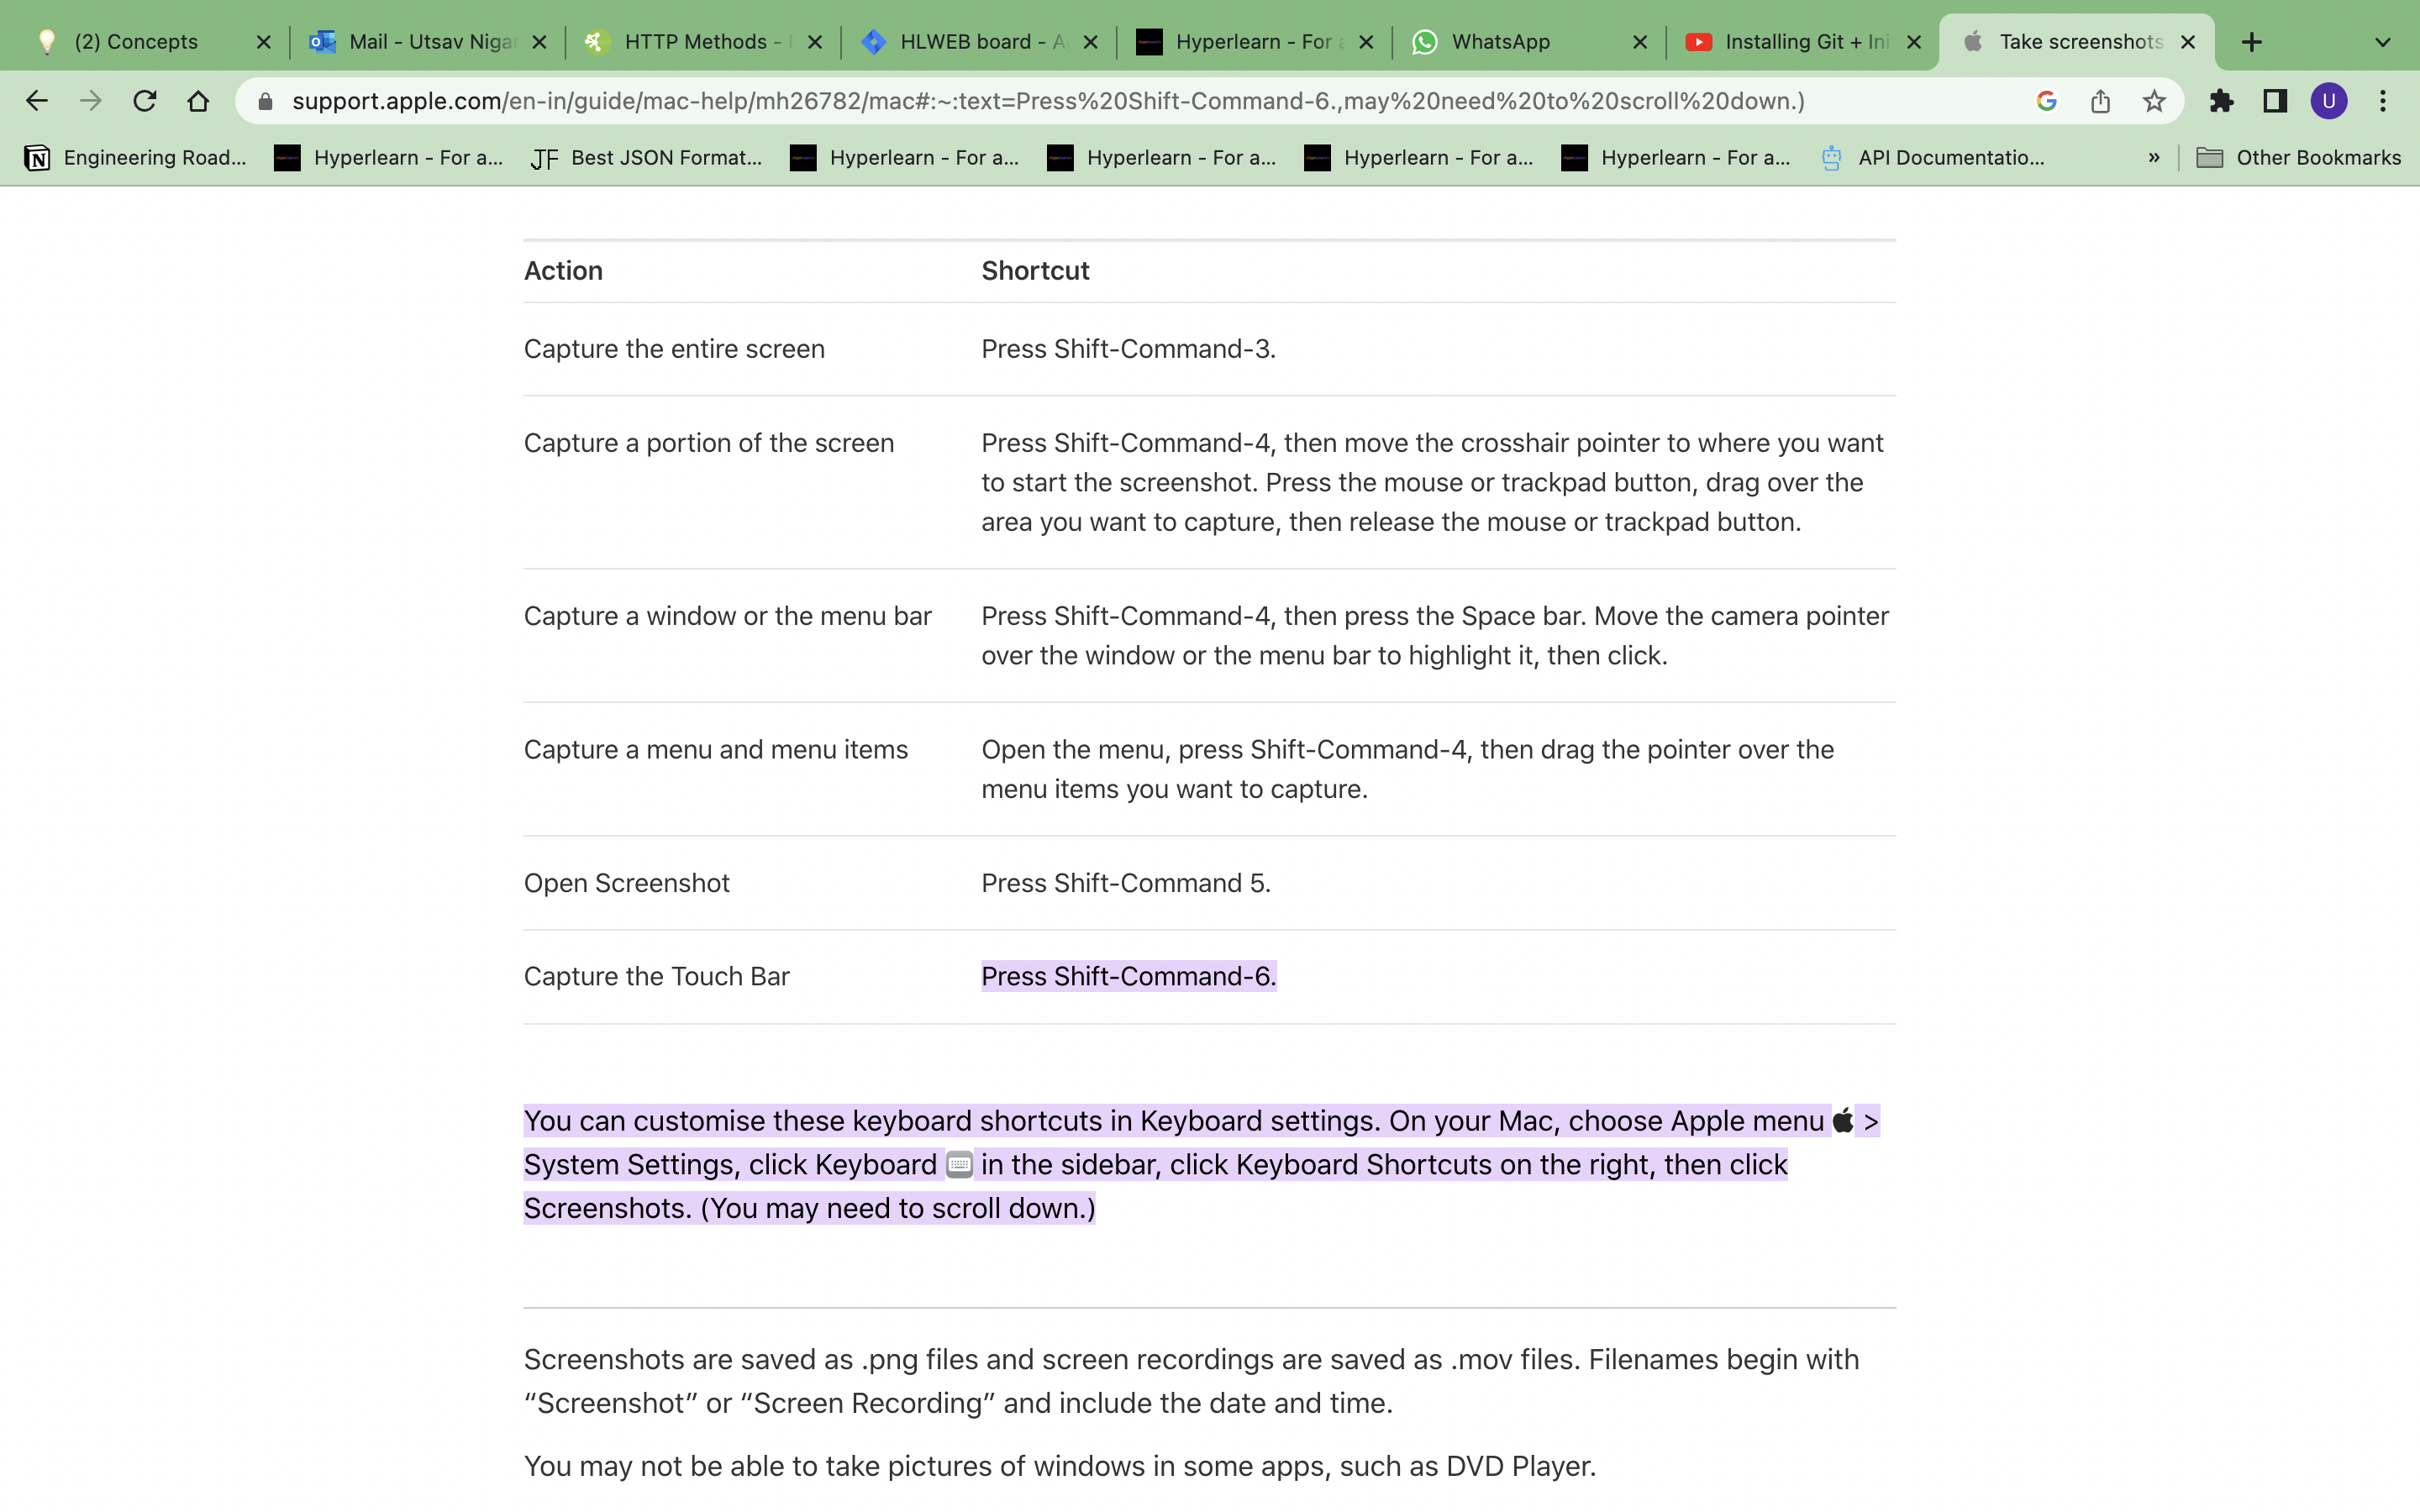 (2) Concepts
Mail - Utsav Nigam
HTTP Methods -
HLWEB board - A
Hyperlearn - For a
WhatsApp
Installing Git + Ini
Take screenshots
support.apple.com/en-in/guide/mac-help/mh26782/mac#:~:text=Press%20Shift-Command-6.,may%20need%20to%20scroll%20down.)
U
Engineering Road...
Hyperlearn - For a...
JF Best JSON Format...
Hyperlearn - For a...
Hyperlearn - For a...
Hyperlearn - For a...
Hyperlearn - For a...
API Documentatio...
»
Other Bookmarks
Action Shortcut
Capture the entire screen Press Shift-Command-3.
Capture a portion of the screen Press Shift-Command-4, then move the crosshair pointer to where you want
to start the screenshot. Press the mouse or trackpad button, drag over the
area you want to capture, then release the mouse or trackpad button.
Capture a window or the menu bar Press Shift-Command-4, then press the Space bar. Move the camera pointer
over the window or the menu bar to highlight it, then click.
Capture a menu and menu items Open the menu, press Shift-Command-4, then drag the pointer over the
menu items you want to capture.
Open Screenshot Press Shift-Command 5.
Capture the Touch Bar Press Shift-Command-6.
You can customise these keyboard shortcuts in Keyboard settings. On your Mac, choose Apple menu >
System Settings, click Keyboard in the sidebar, click Keyboard Shortcuts on the right, then click
Screenshots. (You may need to scroll down.)
Screenshots are saved as .png files and screen recordings are saved as .mov files. Filenames begin with
“Screenshot” or “Screen Recording” and include the date and time.
You may not be able to take pictures of windows in some apps, such as DVD Player.